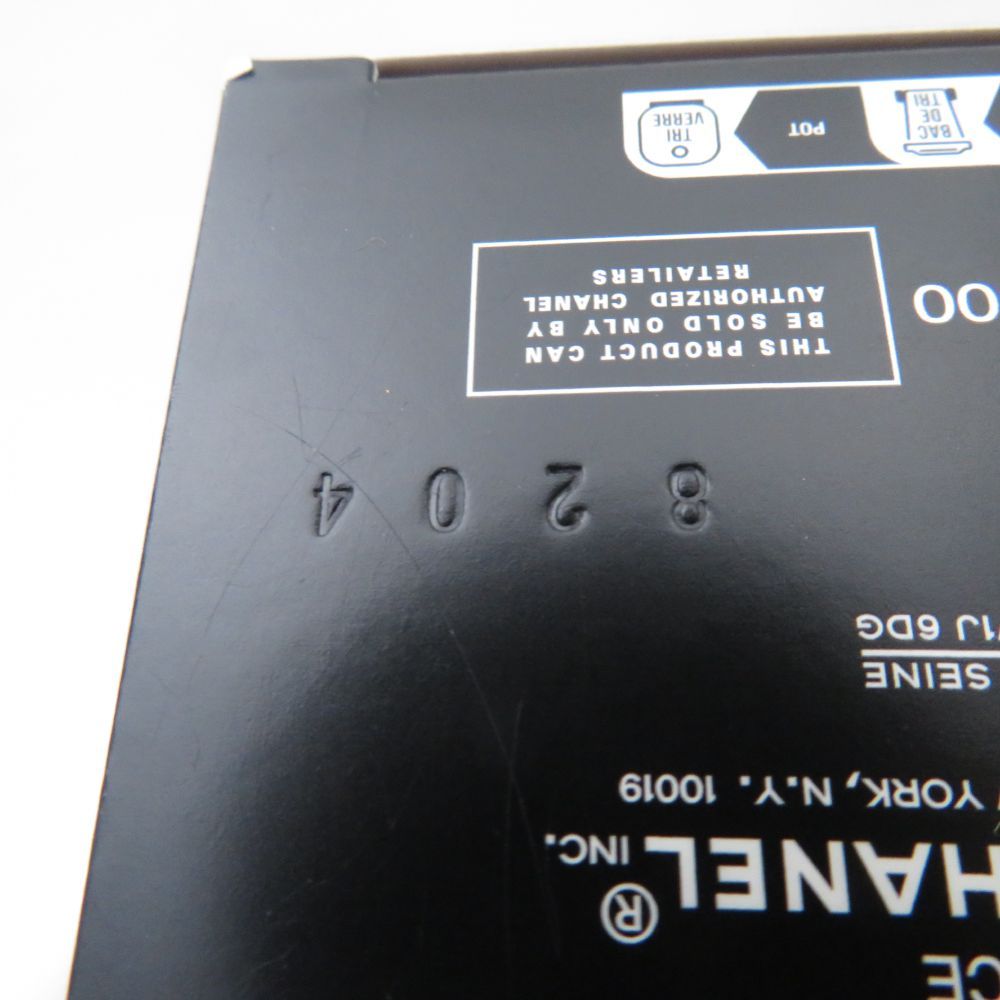 CE
HANEL® INC.
YORK, N.Y. 10019
SEINE
1J 6DG
8204
THIS PRODUCT CAN
BE SOLD ONLY BY
AUTHORIZED CHANEL
RETAILERS
00
BAC
DE
TRI
POT
TRI
VERRE